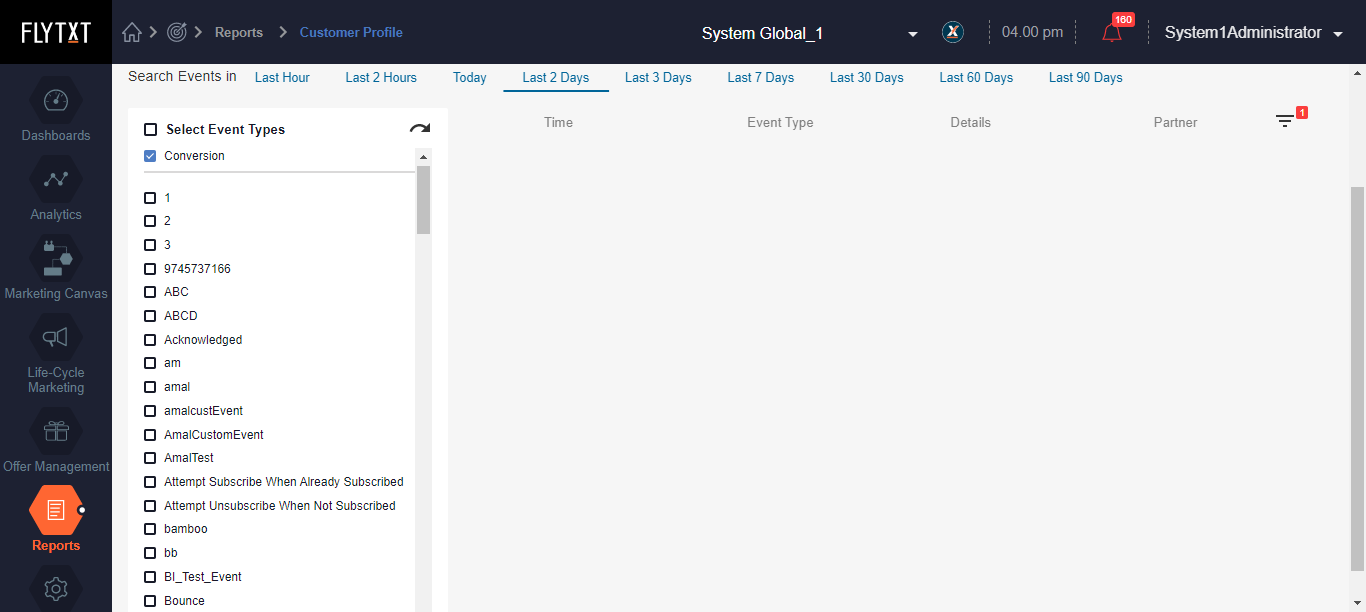 FLYTXT
Reports
Customer Profile
System Global_1
X
04.00 pm
160
System1Administrator
Dashboards
Analytics
Marketing Canvas
Life-Cycle
Marketing
Offer Management
Reports
Search Events in
Last Hour
Last 2 Hours
Today
Last 2 Days
Last 3 Days
Last 7 Days
Last 30 Days
Last 60 Days
Last 90 Days
Select Event Types
Conversion
1
2
3
9745737166
ABC
ABCD
Acknowledged
am
amal
amalcustEvent
AmalCustomEvent
AmalTest
Attempt Subscribe When Already Subscribed
Attempt Unsubscribe When Not Subscribed
bamboo
bb
BI_Test_Event
Bounce
Time
Event Type
Details
Partner
1